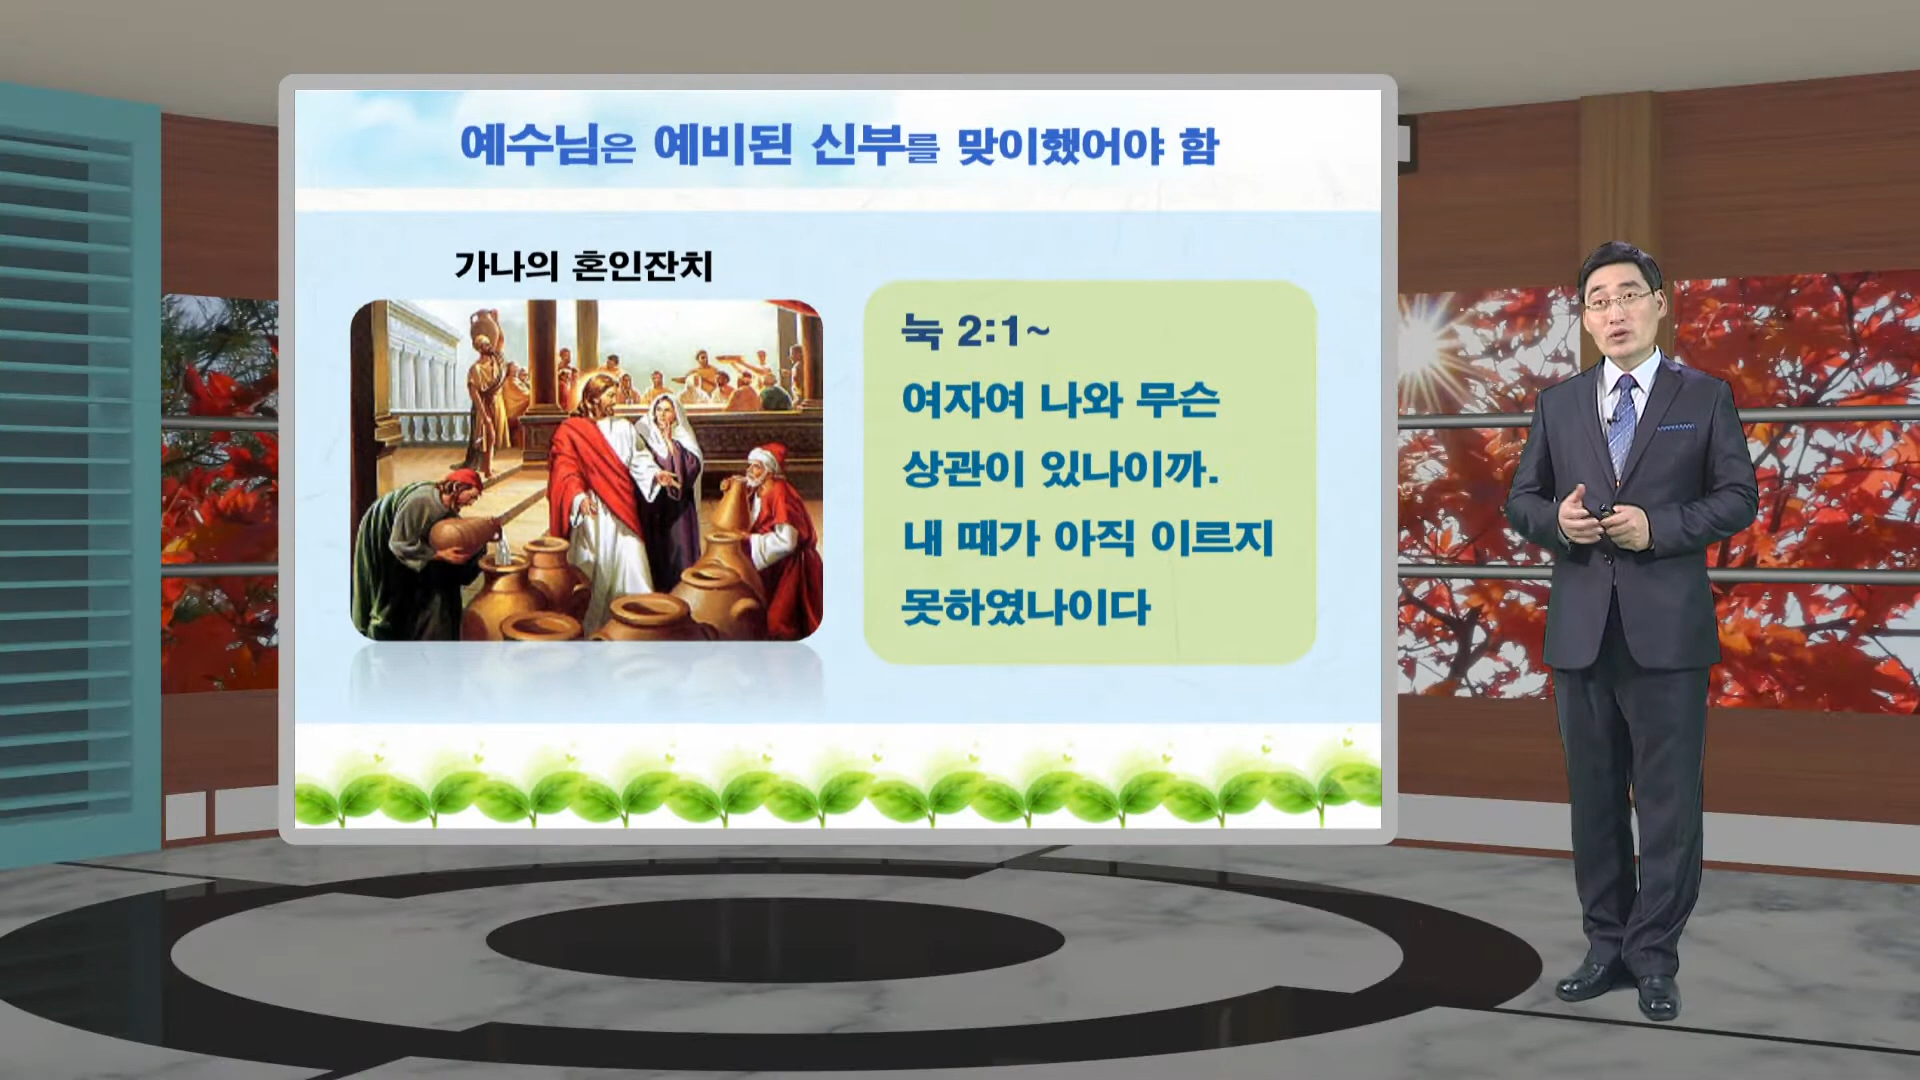 예수님은 예비된 신부를 맞이했어야 함
가나의 혼인잔치
눅 2:1~
여자여 나와 무슨
상관이 있나이까.
내 때가 아직 이르지
못하였나이다